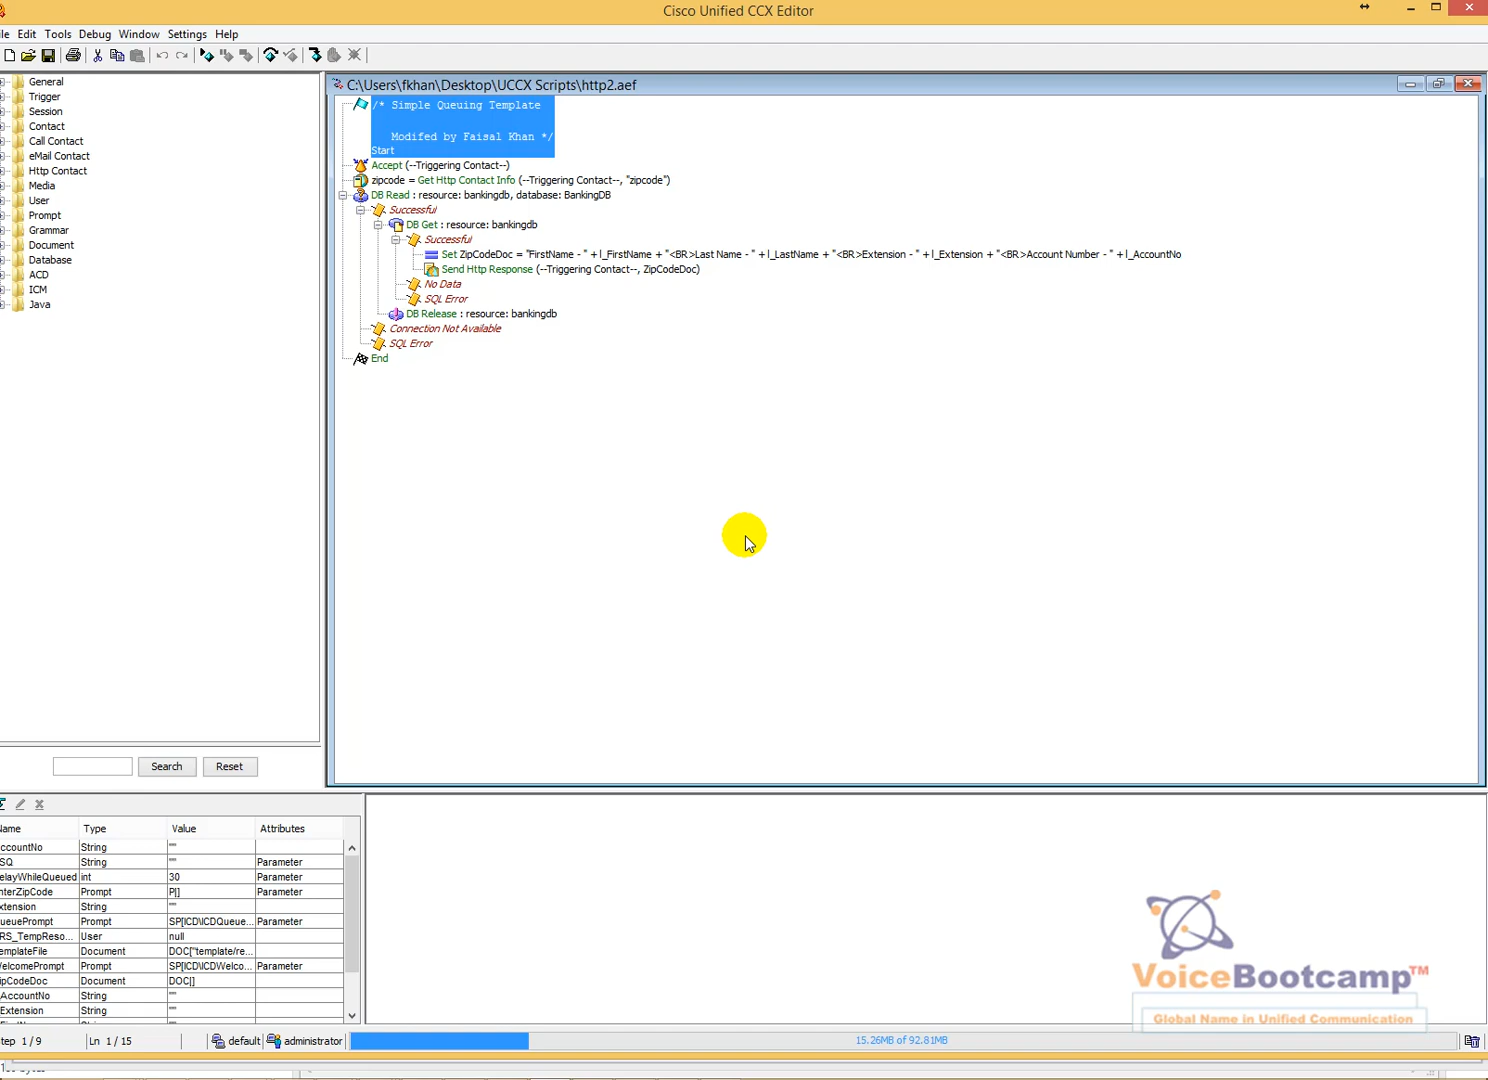 Cisco Unified CCX Editor
le Edit Tools Debug Window Settings Help
General
Trigger
Session
Contact
Call Contact
eMail Contact
Http Contact
Media
User
Prompt
Grammar
Document
Database
ACD
ICM
Java
Search Reset
C:\Users\fkhan\Desktop\UCCX Scripts\http2.aef
/* Simple Queuing Template
Modifed by Faisal Khan */
Start
Accept (--Triggering Contact--)
zipcode = Get Http Contact Info (--Triggering Contact--, "zipcode")
DB Read : resource: bankingdb, database: BankingDB
Successful
DB Get : resource: bankingdb
Successful
Set ZipCodeDoc = "FirstName - " + l_FirstName + "<BR>Last Name - " + l_LastName + "<BR>Extension - " + l_Extension + "<BR>Account Number - " + l_AccountNo
Send Http Response (--Triggering Contact--, ZipCodeDoc)
No Data
SQL Error
DB Release : resource: bankingdb
Connection Not Available
SQL Error
End
ame Type Value Attributes
ccountNo String ""
SQ String "" Parameter
elayWhileQueued int 30 Parameter
nterZipCode Prompt P[] Parameter
xtension String ""
ueuePrompt Prompt SP[ICD\ICDQueue... Parameter
RS_TempReso... User null
emplateFile Document DOC["template/re...
VelcomePrompt Prompt SP[ICD\ICDWelco... Parameter
ipCodeDoc Document DOC[]
AccountNo String ""
Extension String ""
VoiceBootcamp™
Global Name in Unified Communication
tep 1 / 9 Ln 1 / 15 default administrator 15.26MB of 92.81MB